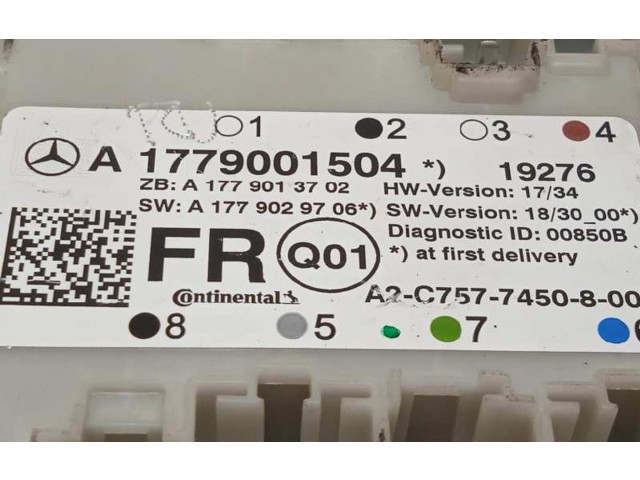 1 2 3 4
A 1779001504 *) 19276
ZB: A 177 901 37 02 HW-Version: 17/34
SW: A 177 902 97 06*) SW-Version: 18/30_00*)
Diagnostic ID: 00850B
FR Q01 *) at first delivery
Continental A2-C757-7450-8-00
8 5 7 6